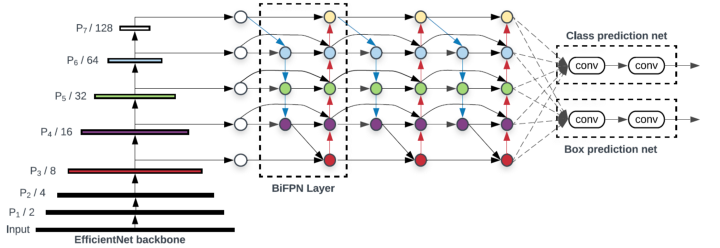 P7 / 128
P6 / 64
P5 / 32
P4 / 16
P3 / 8
P2 / 4
P1 / 2
Input
EfficientNet backbone
BiFPN Layer
Class prediction net
conv conv
conv conv
Box prediction net